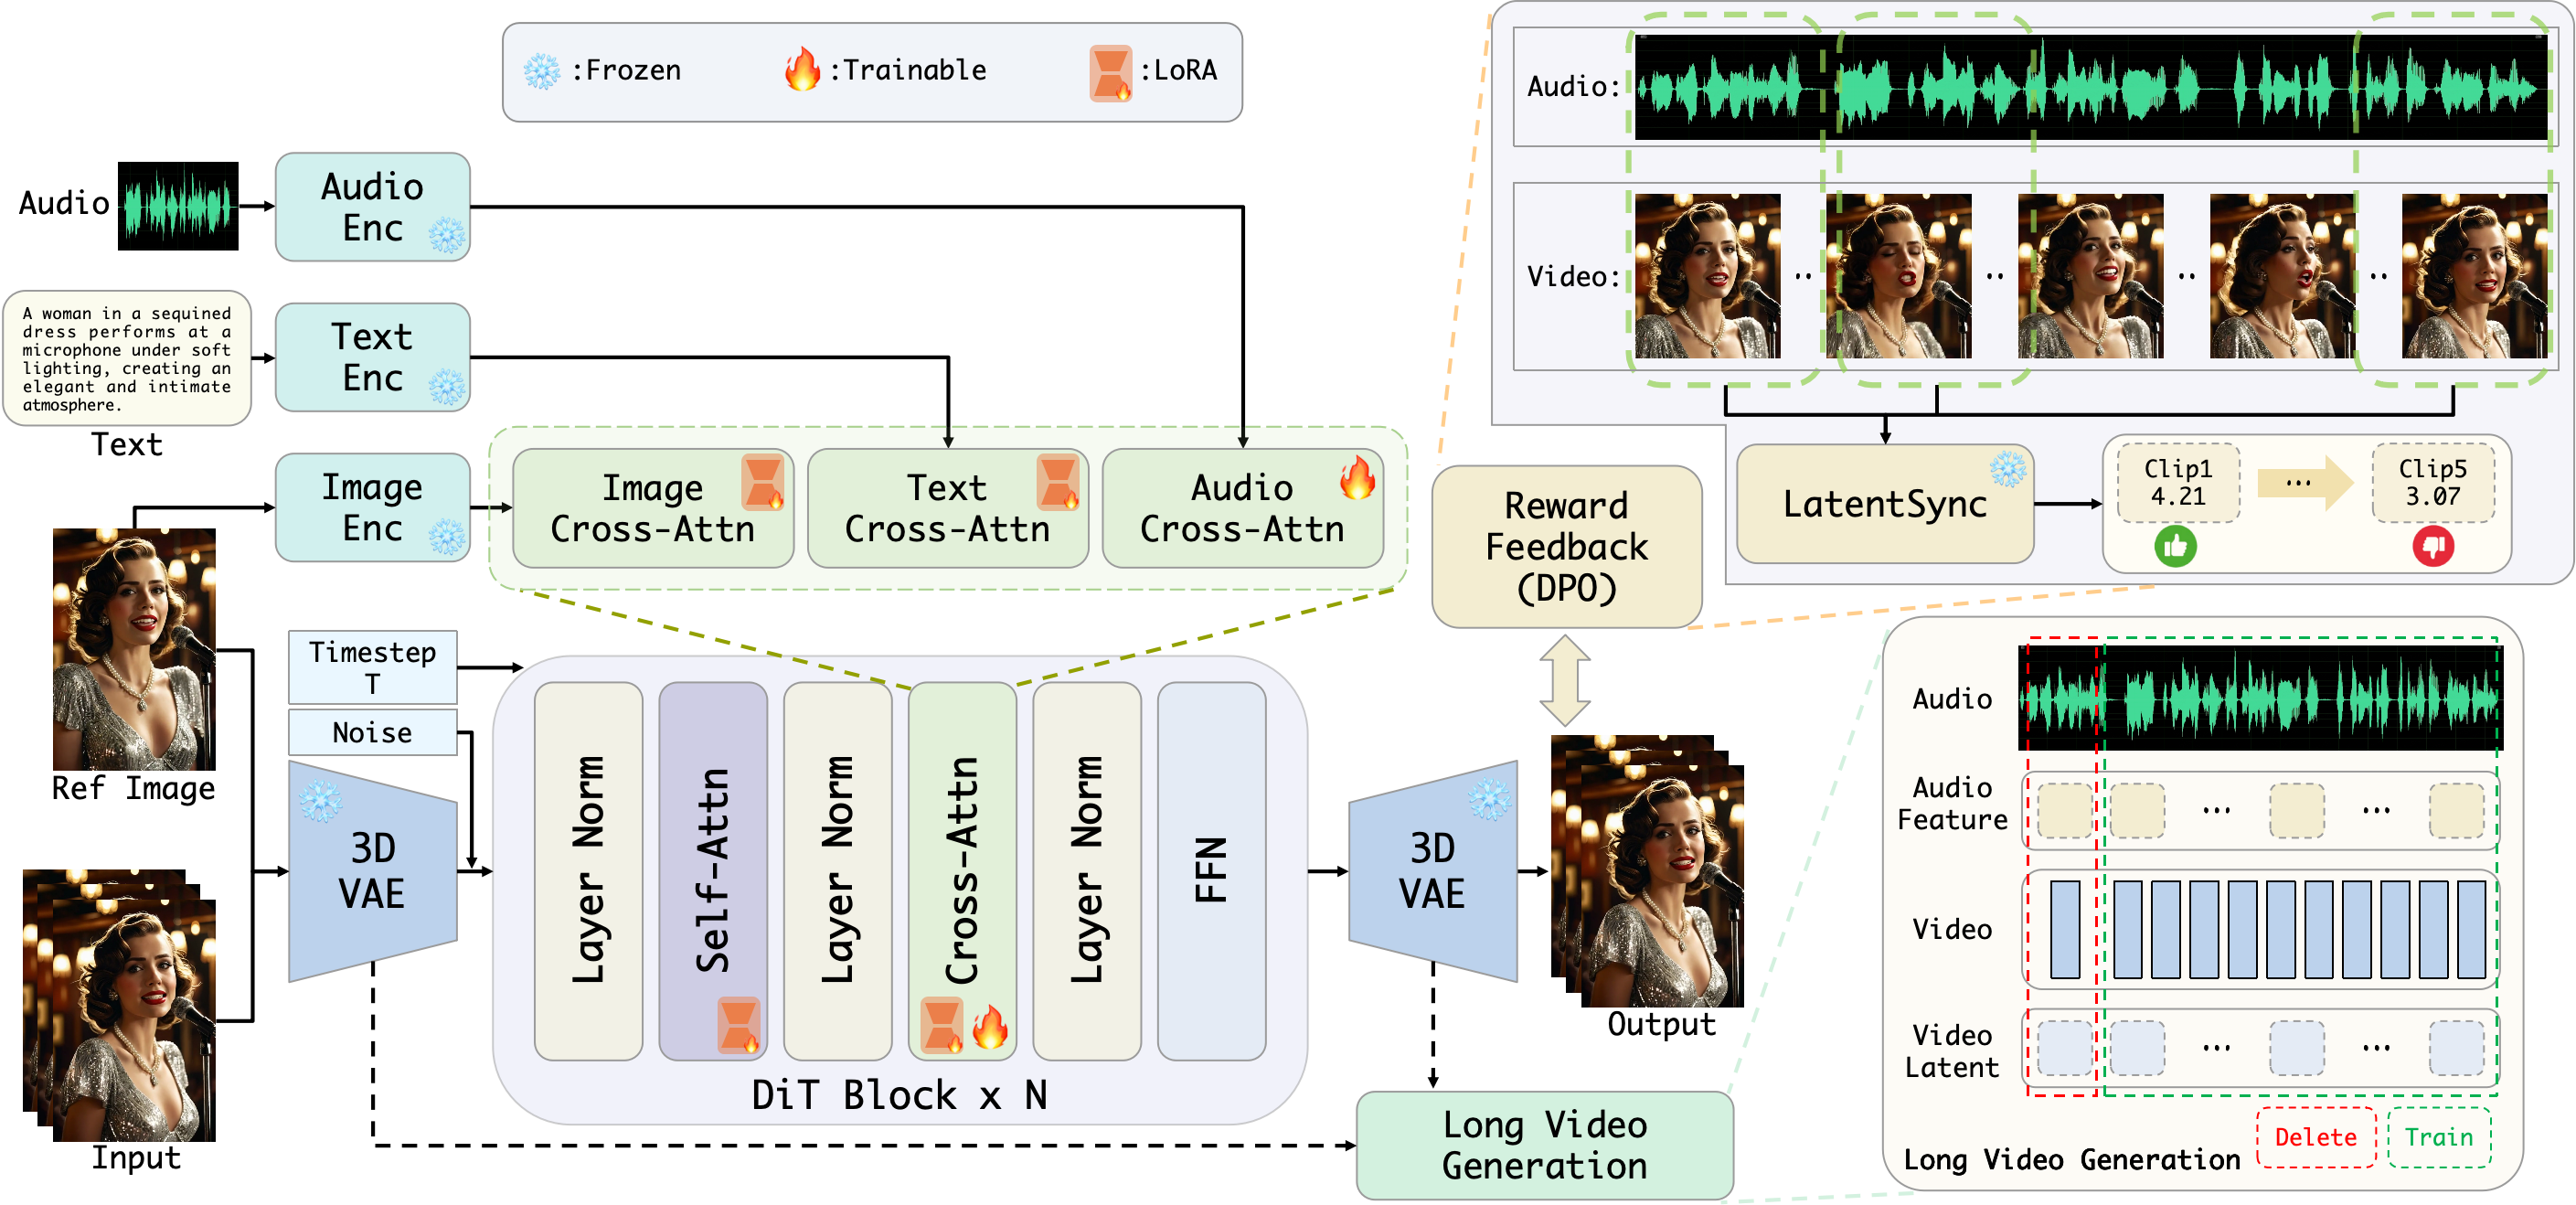 :Frozen
:Trainable
:LoRA
Audio
Audio
Enc
A woman in a sequined
dress performs at a
microphone under soft
lighting, creating an
elegant and intimate
atmosphere.
Text
Text
Enc
Image
Enc
Image
Cross-Attn
Text
Cross-Attn
Audio
Cross-Attn
Ref Image
Input
Timestep
T
Noise
3D
VAE
Layer Norm
Self-Attn
Layer Norm
Cross-Attn
Layer Norm
FFN
DiT Block x N
3D
VAE
Output
Reward
Feedback
(DPO)
Long Video
Generation
Audio:
Video:
..
..
..
..
LatentSync
Clip1
4.21
...
Clip5
3.07
Audio
Audio
Feature
...
...
Video
Video
Latent
...
...
Long Video Generation
Delete
Train